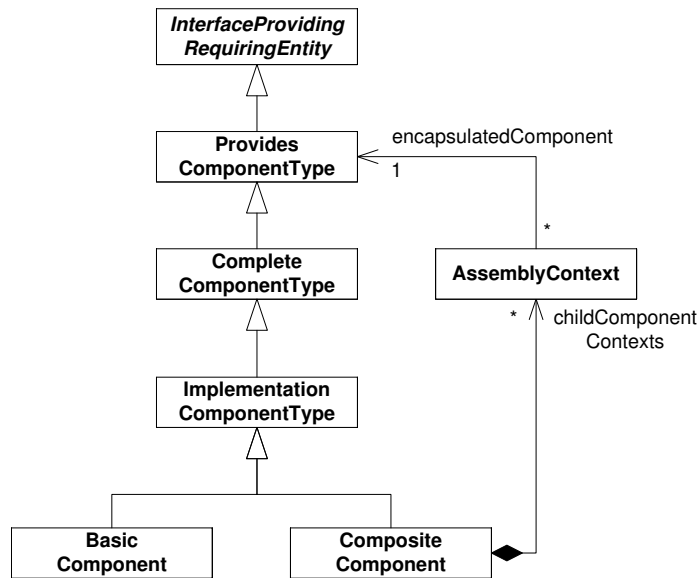 InterfaceProviding
RequiringEntity
Provides
ComponentType
encapsulatedComponent
1
*
Complete
ComponentType
AssemblyContext
*
childComponent
Contexts
Implementation
ComponentType
Basic
Component
Composite
Component